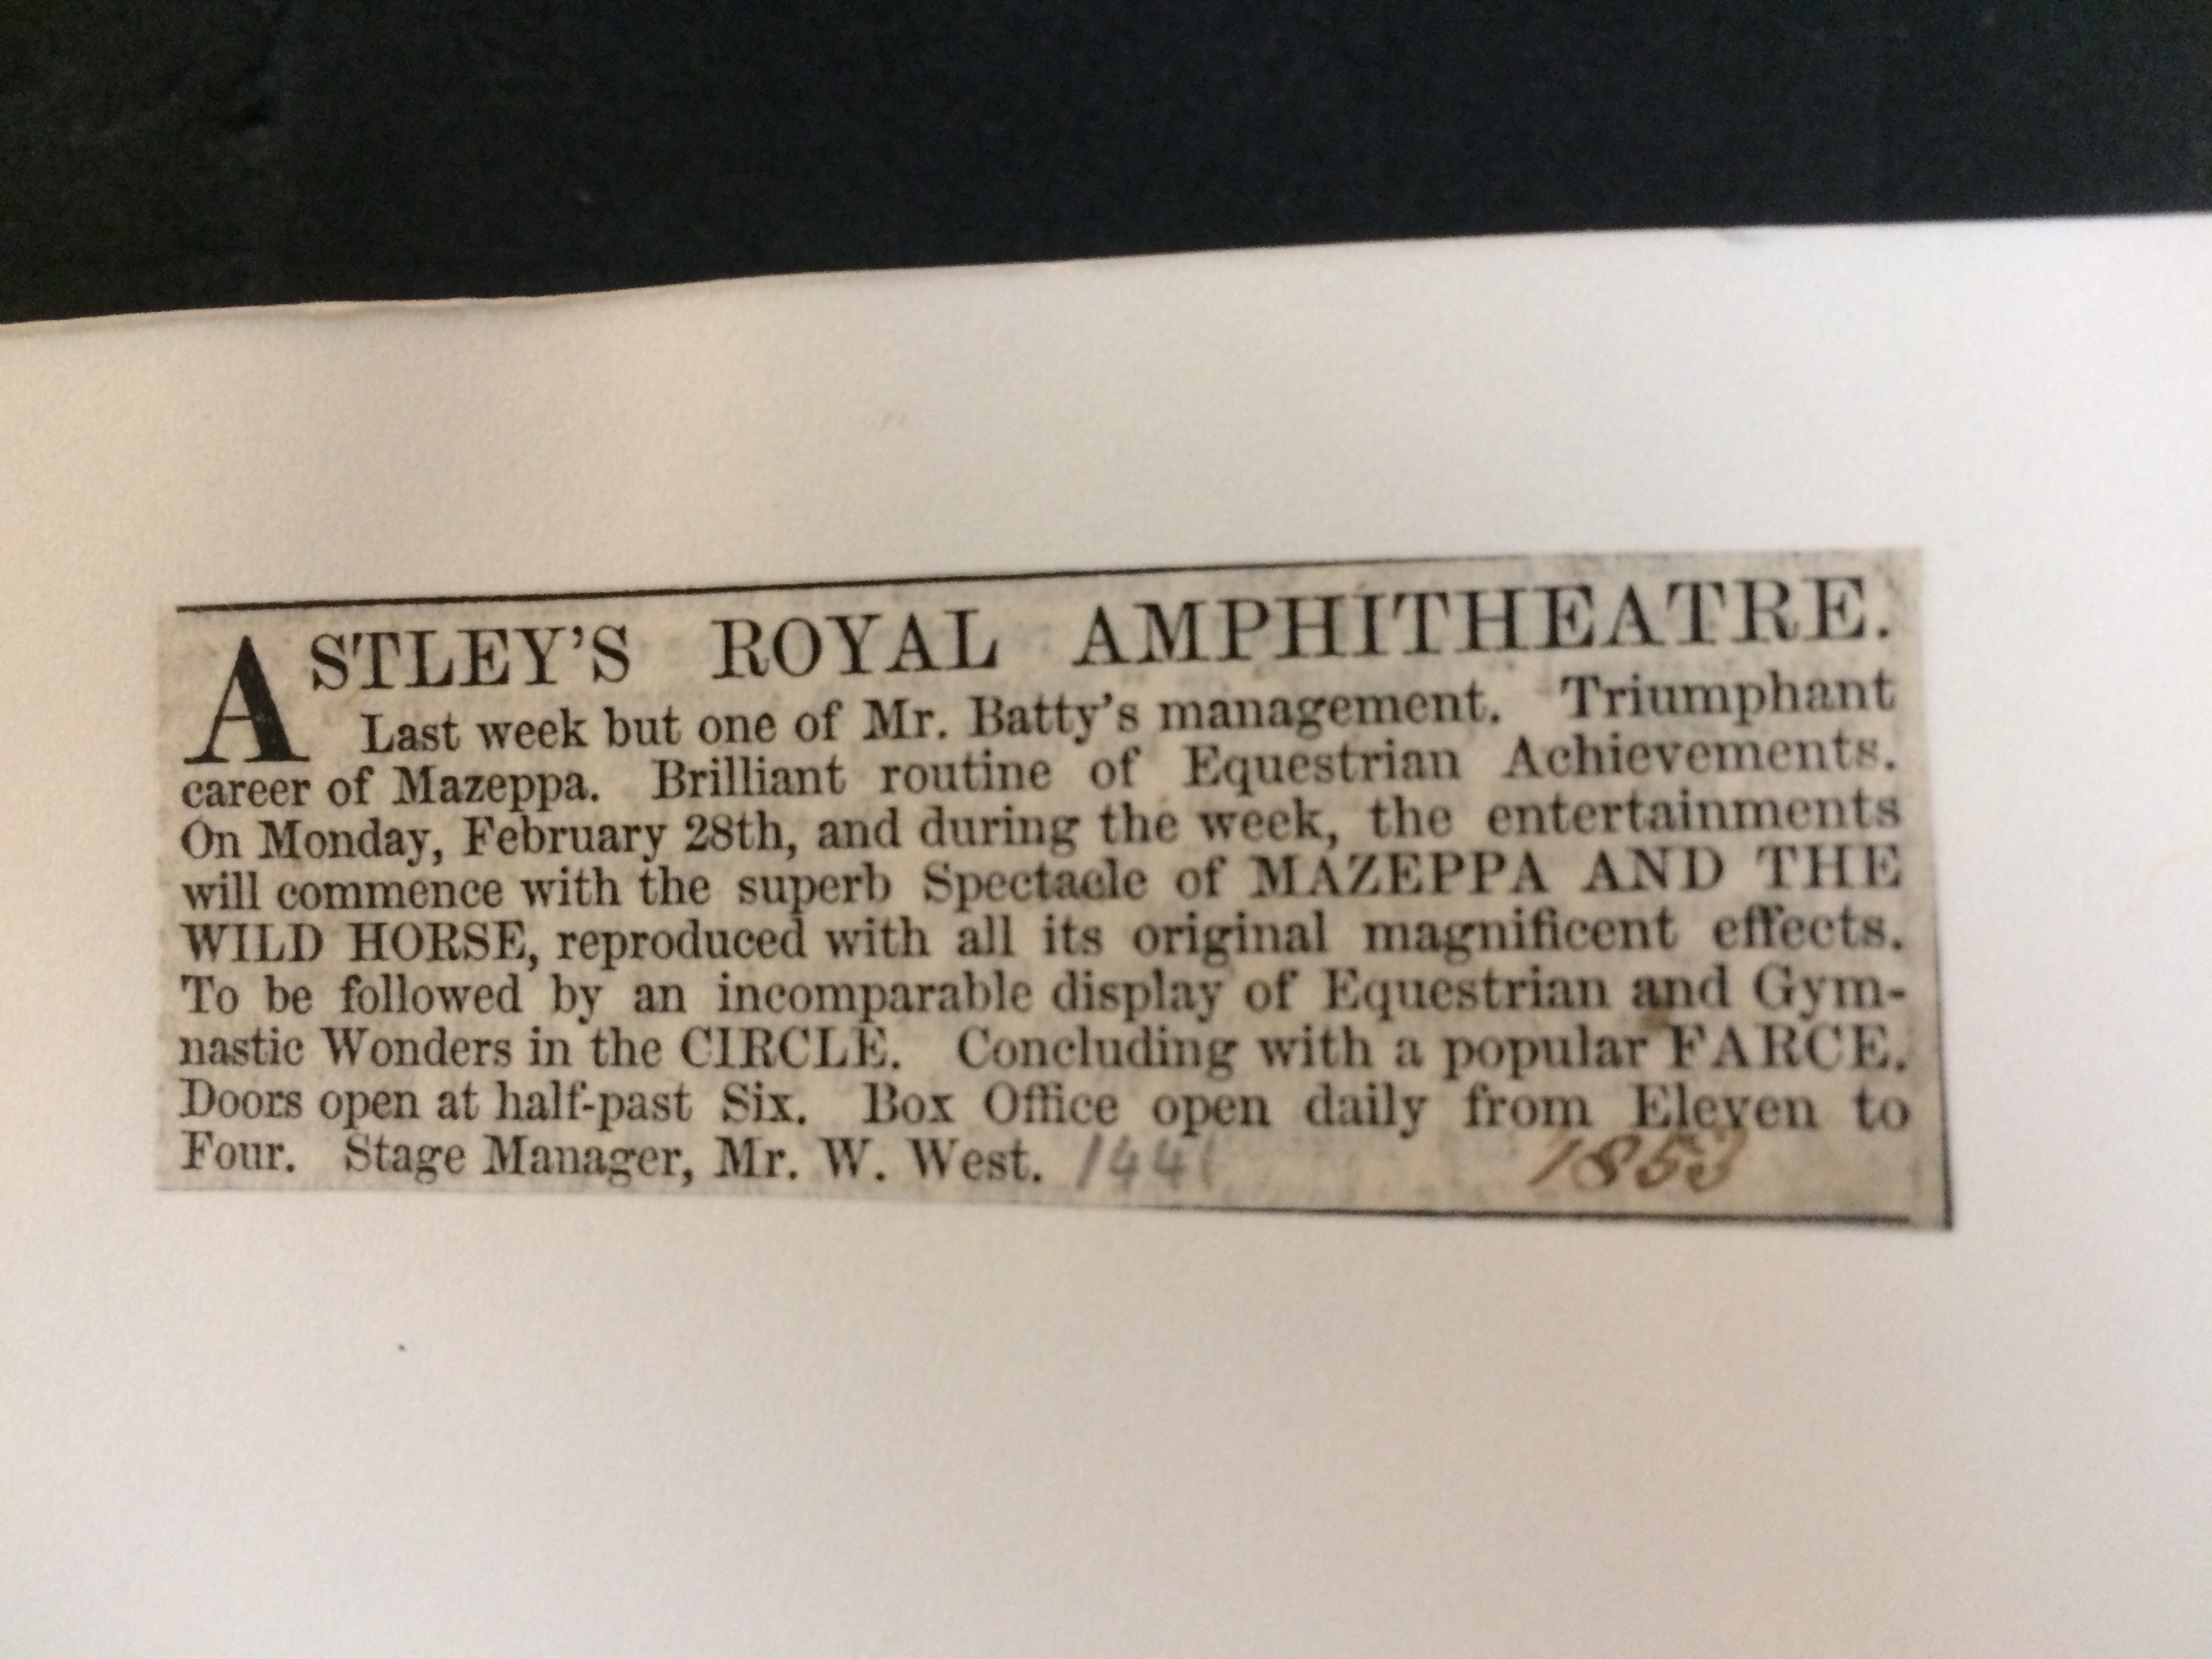 ASTLEY'S ROYAL AMPHITHEATRE.
Last week but one of Mr. Batty's management. Triumphant
career of Mazeppa. Brilliant routine of Equestrian Achievements.
On Monday, February 28th, and during the week, the entertainments
will commence with the superb Spectacle of MAZEPPA AND THE
WILD HORSE, reproduced with all its original magnificent effects.
To be followed by an incomparable display of Equestrian and Gym-
nastic Wonders in the CIRCLE. Concluding with a popular FARCE.
Doors open at half-past Six. Box Office open daily from Eleven to
Four. Stage Manager, Mr. W. West. 1441 1853